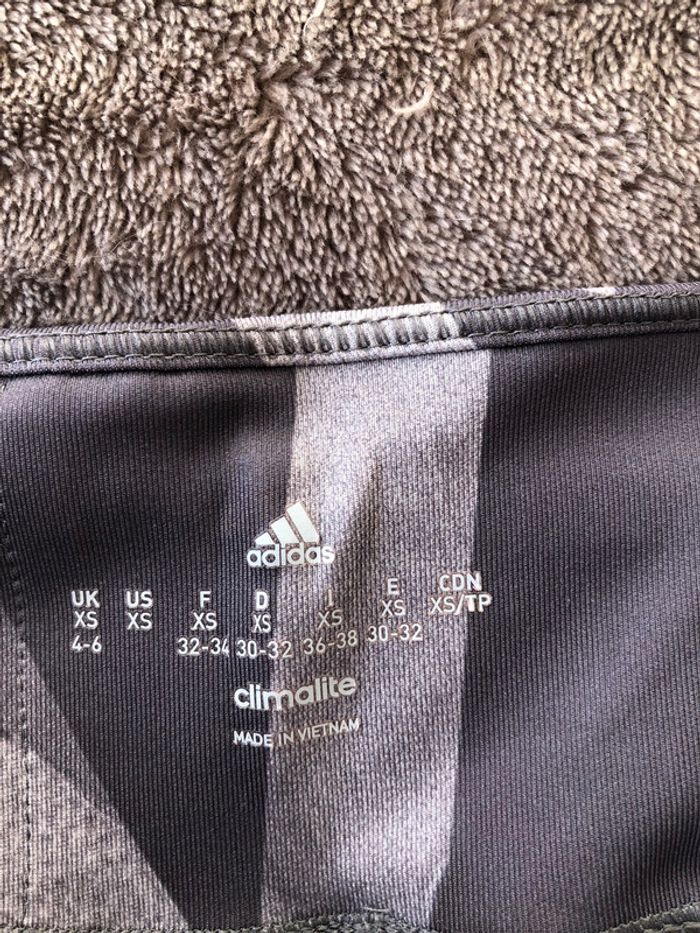 adidas
UK US F D I E CDN
XS XS XS XS XS XS XS/TP
4-6 32-34 30-32 36-38 30-32
climalite
MADE IN VIETNAM